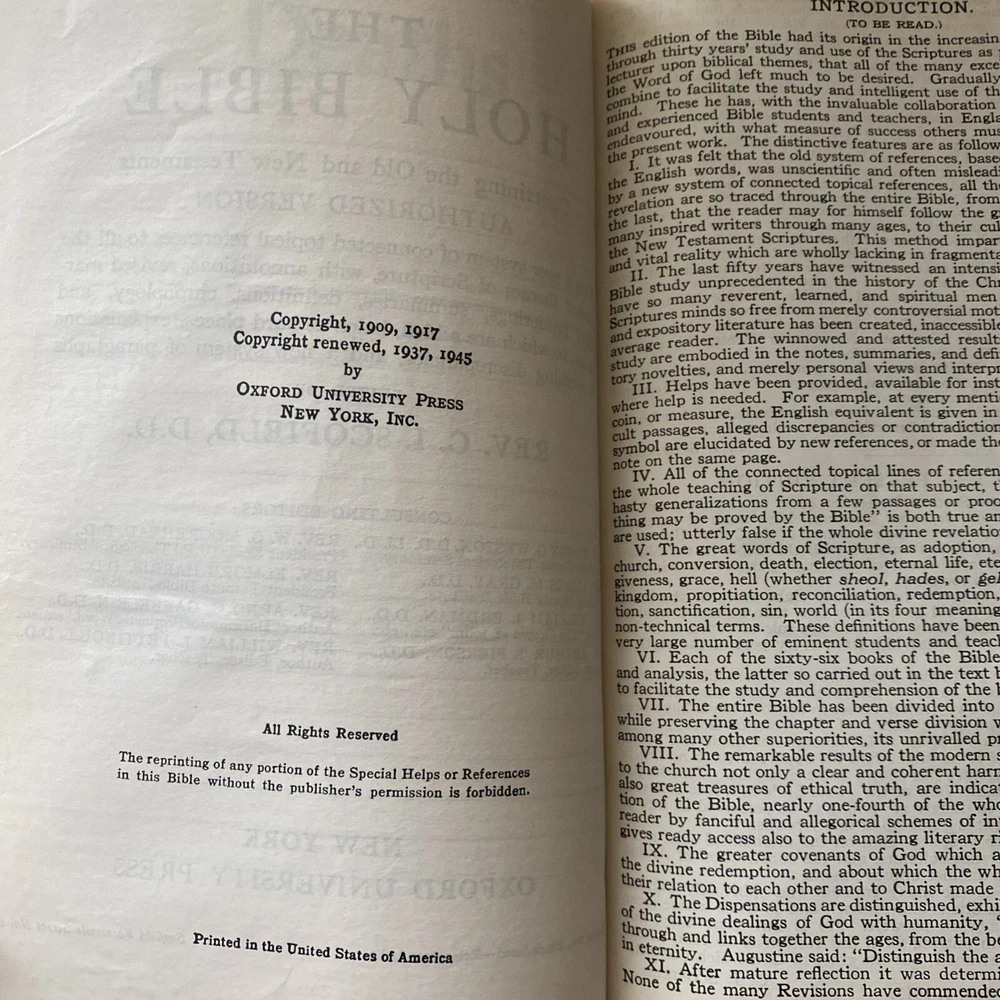 Copyright, 1909, 1917
Copyright renewed, 1937, 1945
by
OXFORD UNIVERSITY PRESS
NEW YORK, INC.
All Rights Reserved
The reprinting of any portion of the Special Helps or References
in this Bible without the publisher's permission is forbidden.
Printed in the United States of America
INTRODUCTION.
(TO BE READ.)
THIS edition of the Bible had its origin in the increasin
through thirty years' study and use of the Scriptures as
lecturer upon biblical themes, that all of the many exce
the Word of God left much to be desired. Gradually
combine to facilitate the study and intelligent use of th
mind. These he has, with the invaluable collaboration
and experienced Bible students and teachers, in Engla
endeavoured, with what measure of success others mus
the present work. The distinctive features are as follow
I. It was felt that the old system of references, base
the English words, was unscientific and often misleadi
by a new system of connected topical references, all th
revelation are so traced through the entire Bible, from
the last, that the reader may for himself follow the g
many inspired writers through many ages, to their cul
the New Testament Scriptures. This method impar
and vital reality which are wholly lacking in fragmenta
II. The last fifty years have witnessed an intensi
Bible study unprecedented in the history of the Chr
have so many reverent, learned, and spiritual men
Scriptures minds so free from merely controversial mot
and expository literature has been created, inaccessible
average reader. The winnowed and attested result
study are embodied in the notes, summaries, and defi
tory novelties, and merely personal views and interpr
III. Helps have been provided, available for inst
where help is needed. For example, at every menti
coin, or measure, the English equivalent is given in
cult passages, alleged discrepancies or contradiction
symbol are elucidated by new references, or made the
note on the same page.
IV. All of the connected topical lines of referen
the whole teaching of Scripture on that subject, t
hasty generalizations from a few passages or proo
thing may be proved by the Bible" is both true an
are used; utterly false if the whole divine revelatio
V. The great words of Scripture, as adoption,
church, conversion, death, election, eternal life, ete
giveness, grace, hell (whether sheol, hades, or gel
kingdom, propitiation, reconciliation, redemption,
tion, sanctification, sin, world (in its four meaning
non-technical terms. These definitions have been
very large number of eminent students and teach
VI. Each of the sixty-six books of the Bible
and analysis, the latter so carried out in the text b
to facilitate the study and comprehension of the b
VII. The entire Bible has been divided into
while preserving the chapter and verse division v
among many other superiorities, its unrivalled pr
VIII. The remarkable results of the modern s
to the church not only a clear and coherent harn
also great treasures of ethical truth, are indicat
tion of the Bible, nearly one-fourth of the who
reader by fanciful and allegorical schemes of int
gives ready access also to the amazing literary ri
IX. The greater covenants of God which a
the divine redemption, and about which the wh
their relation to each other and to Christ made
X. The Dispensations are distinguished, exhi
of the divine dealings of God with humanity, "
through and links together the ages, from the be
in eternity. Augustine said: "Distinguish the a
XI. After mature reflection it was determi
None of the many Revisions have commended